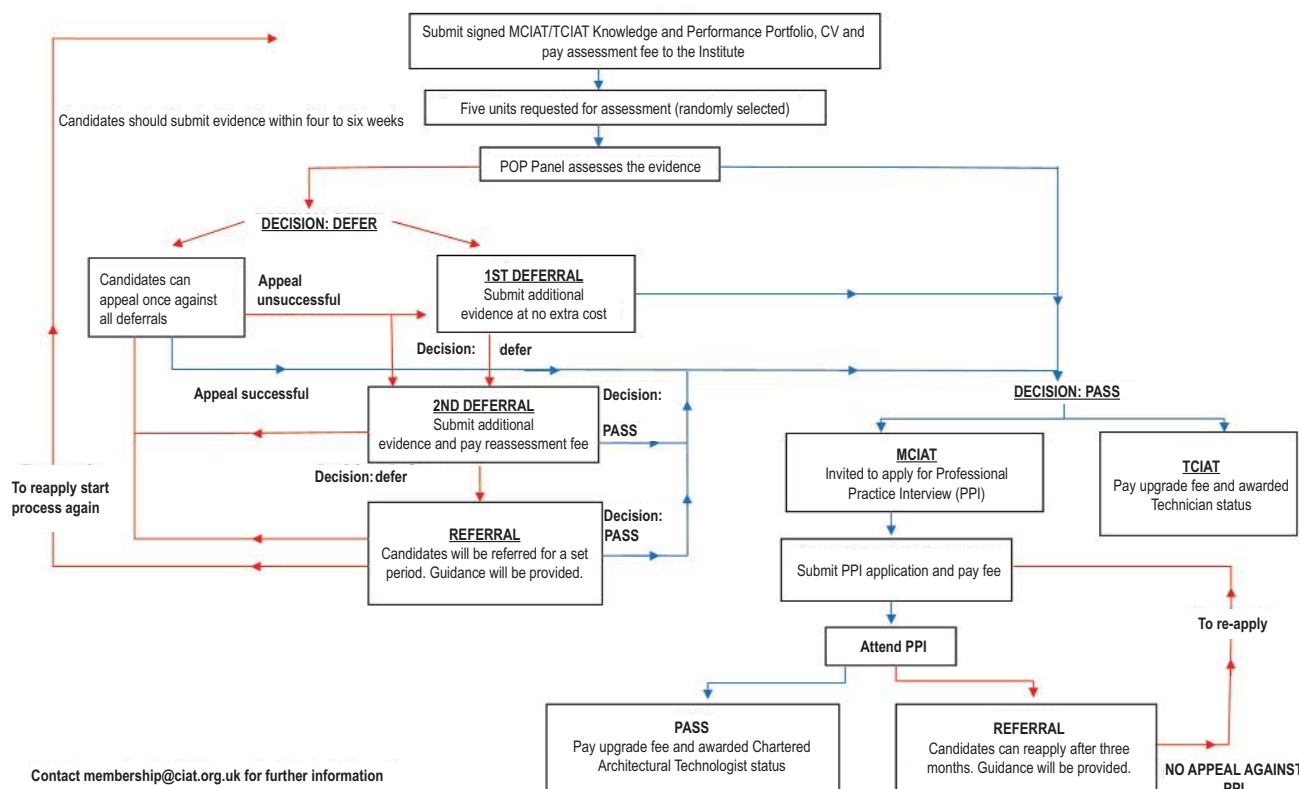 Submit signed MCIAT/TCIAT Knowledge and Performance Portfolio, CV and
pay assessment fee to the Institute
Five units requested for assessment (randomly selected)
Candidates should submit evidence within four to six weeks
POP Panel assesses the evidence
DECISION: DEFER
Candidates can
appeal once against
all deferrals
Appeal
unsuccessful
1ST DEFERRAL
Submit additional
evidence at no extra cost
Decision: defer
Appeal successful
2ND DEFERRAL
Submit additional
evidence and pay reassessment fee
Decision:
PASS
Decision: defer
To reapply start
process again
REFERRAL
Candidates will be referred for a set
period. Guidance will be provided.
Decision:
PASS
DECISION: PASS
MCIAT
Invited to apply for Professional
Practice Interview (PPI)
TCIAT
Pay upgrade fee and awarded
Technician status
Submit PPI application and pay fee
To re-apply
Attend PPI
PASS
Pay upgrade fee and awarded Chartered
Architectural Technologist status
REFERRAL
Candidates can reapply after three
months. Guidance will be provided.
NO APPEAL AGAINST
PPI
Contact membership@ciat.org.uk for further information